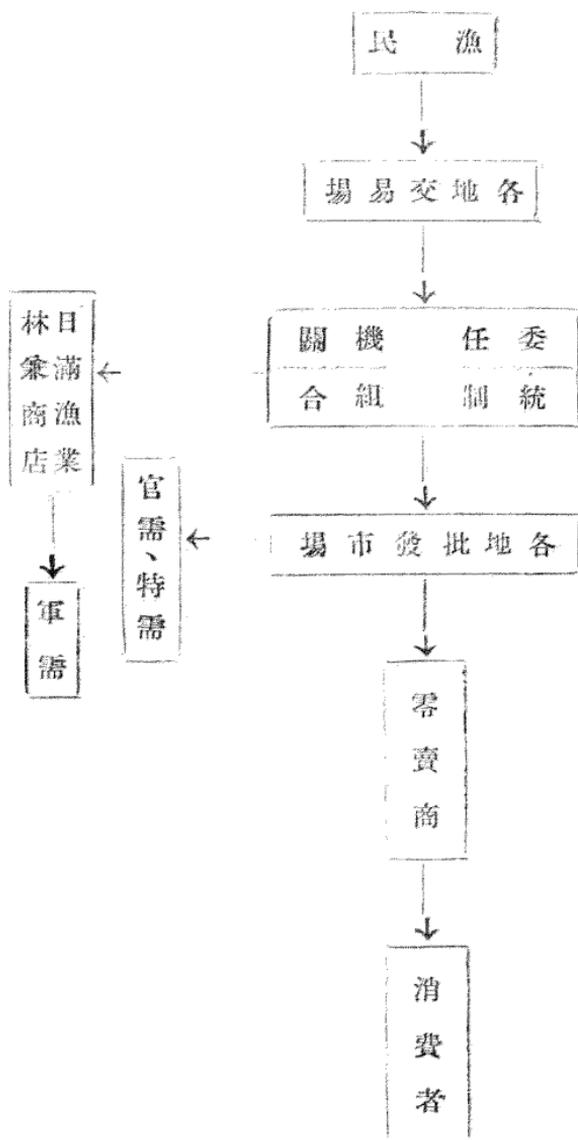 漁民
各地交易場
委任機關
統制組合
日滿漁業
林兼商店
各地批發市場
官需、特需
軍需
零賣商
消費者